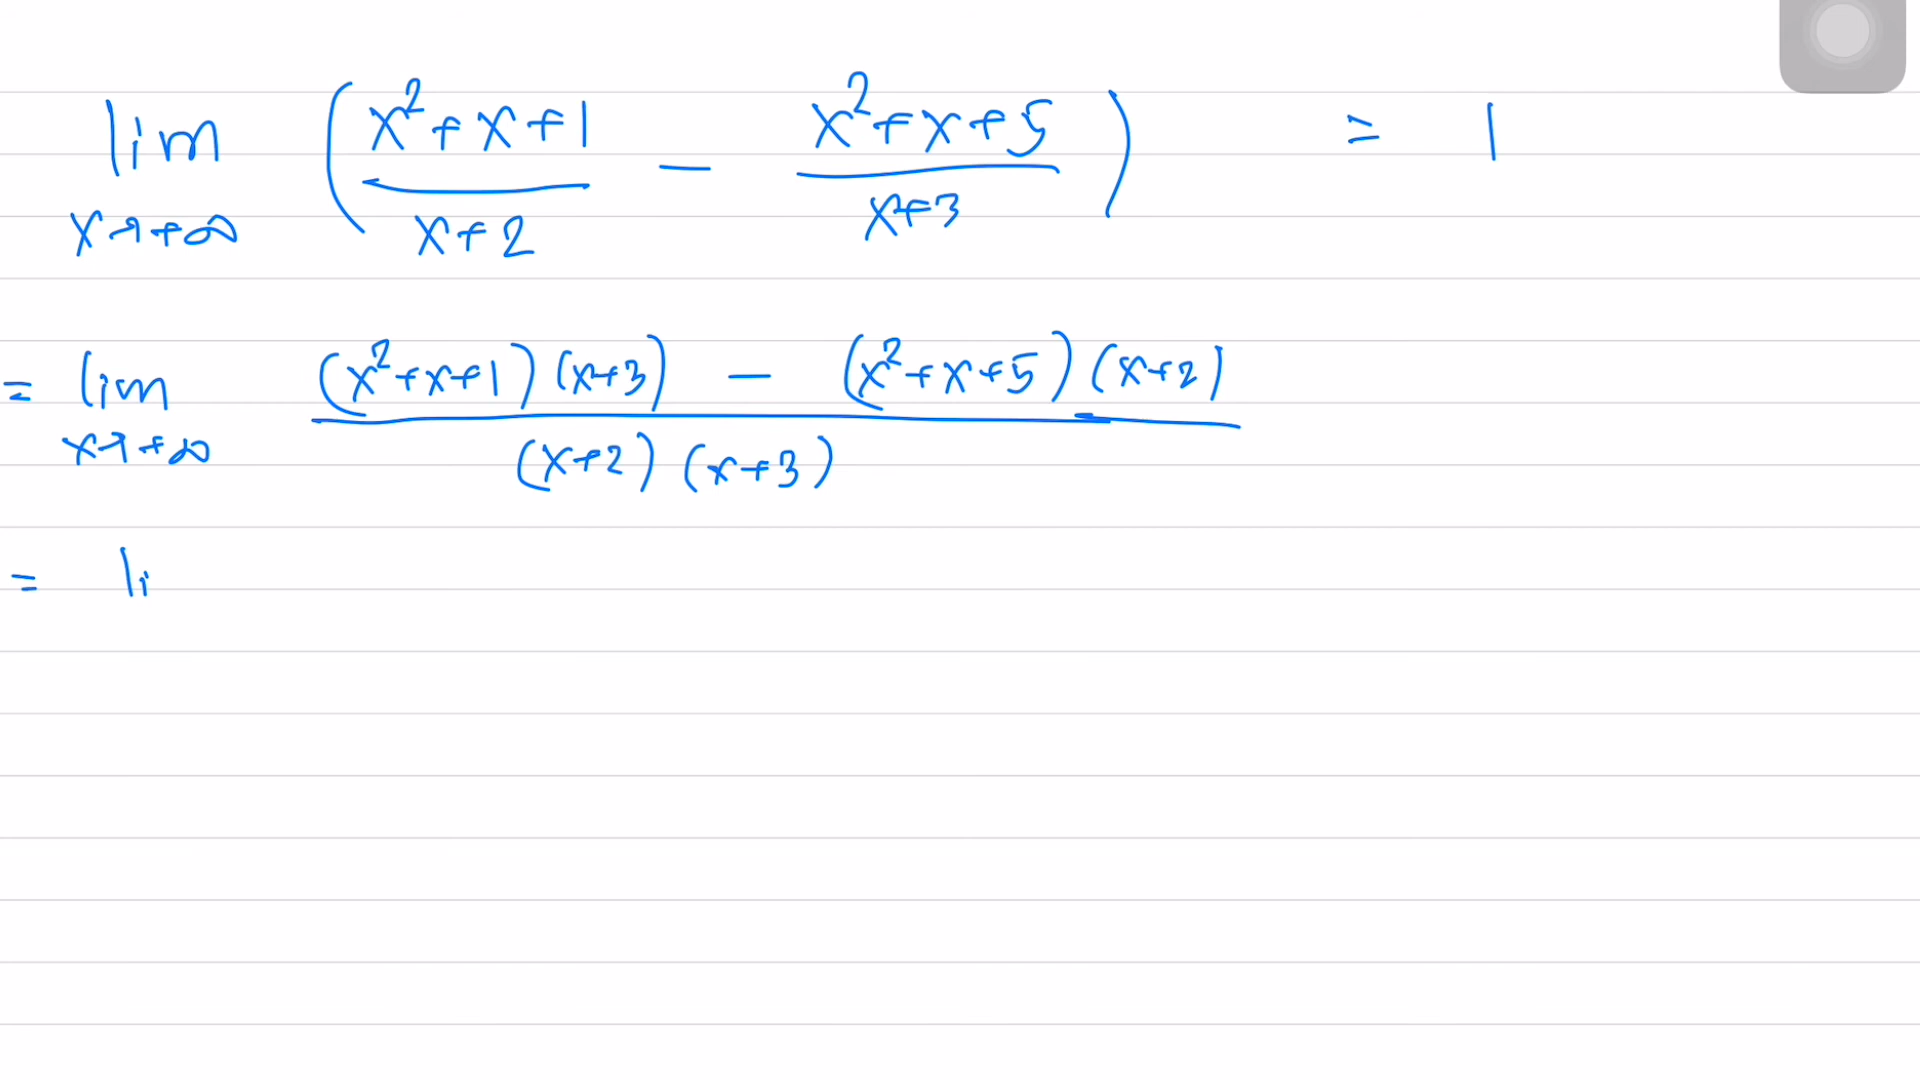 lim x→+∞ ( (x²+x+1)/(x+2) − (x²+x+5)/(x+3) ) = 1
= lim x→+∞ ((x²+x+1)(x+3) − (x²+x+5)(x+2))/((x+2)(x+3))
= li